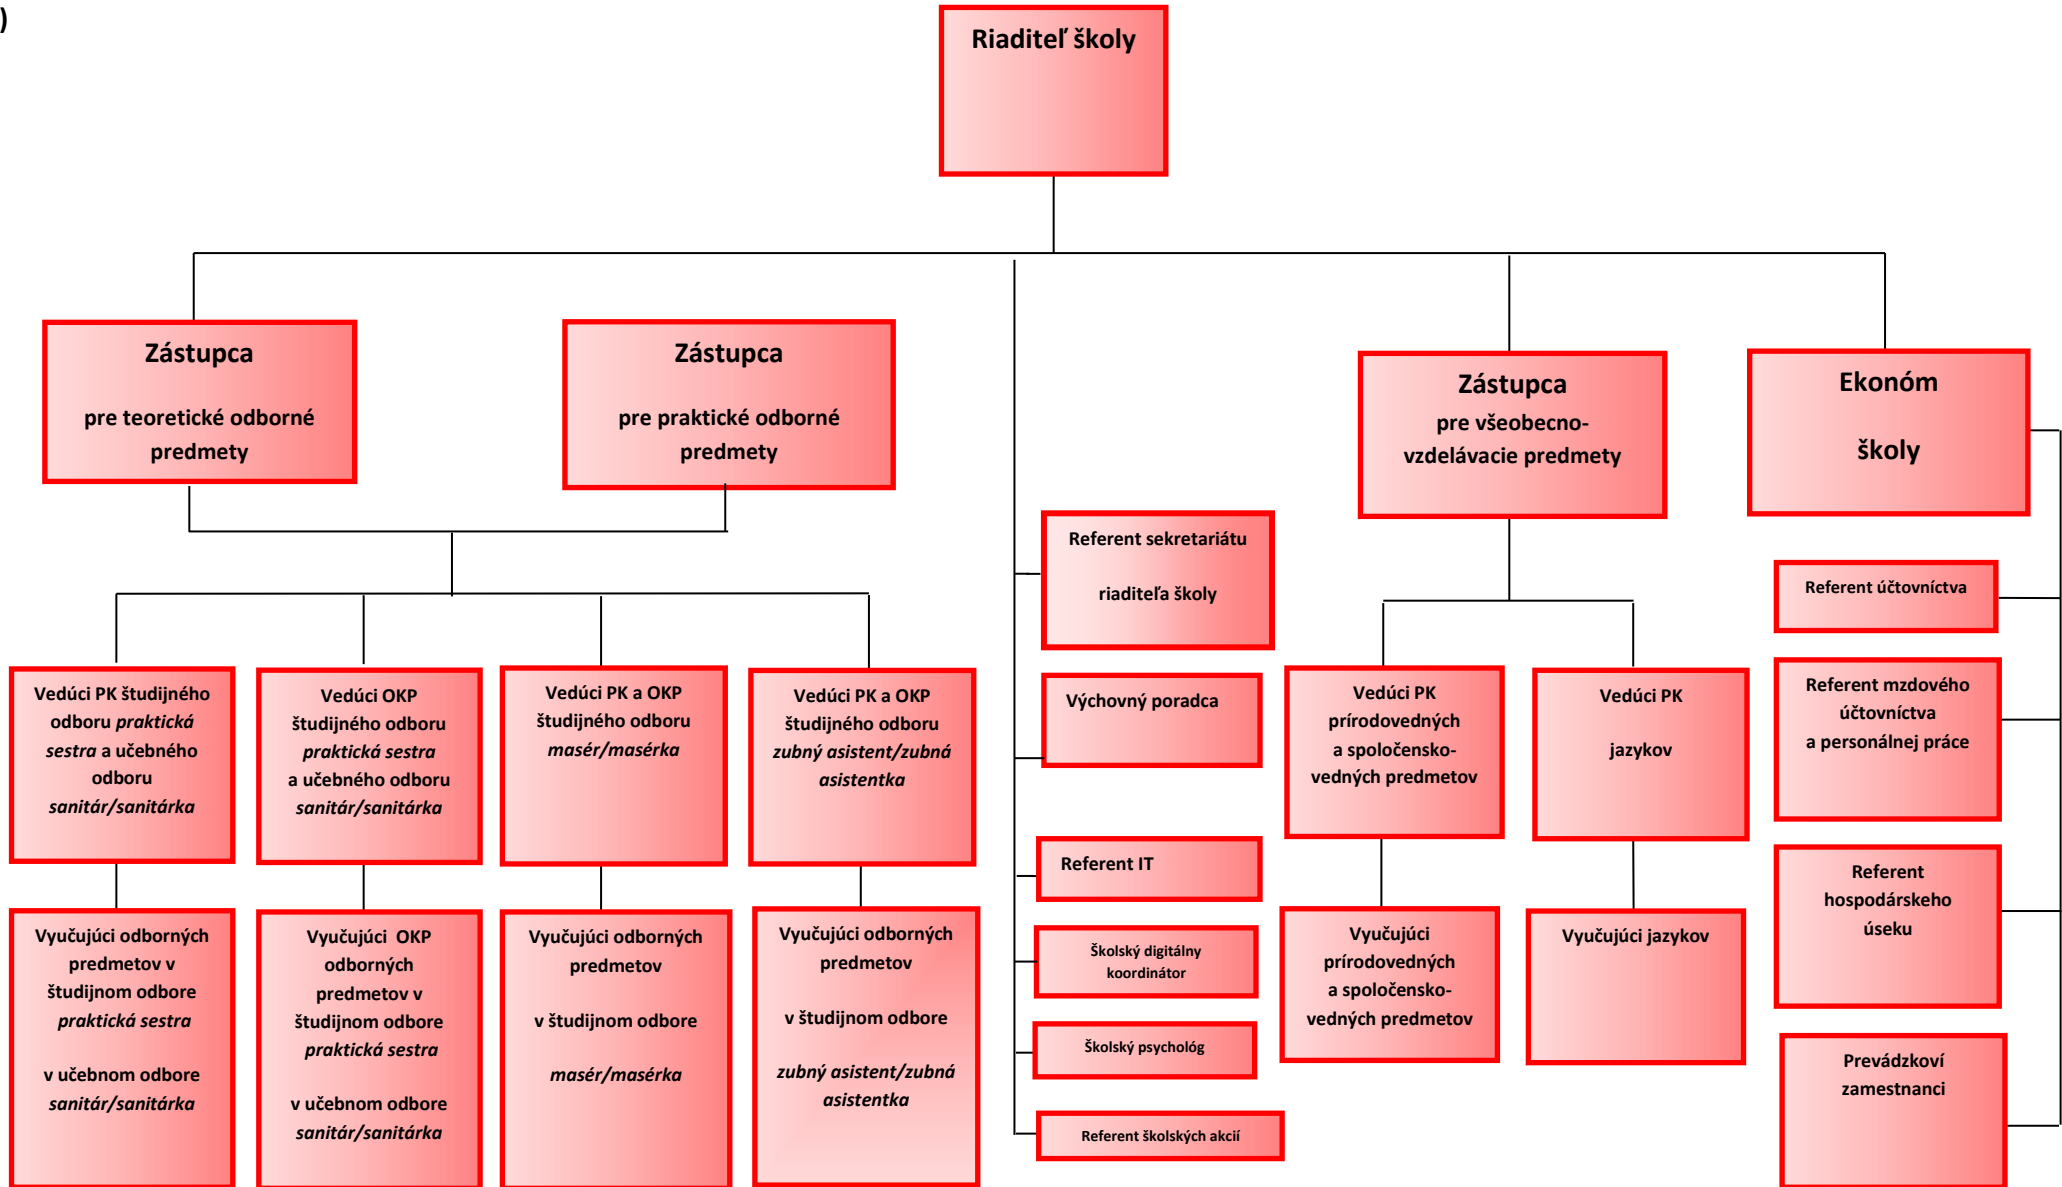 )
Riaditeľ školy
Zástupca
pre teoretické odborné
predmety
Zástupca
pre praktické odborné
predmety
Zástupca
pre všeobecno-
vzdelávacie predmety
Ekonóm
školy
Referent sekretariátu
riaditeľa školy
Výchovný poradca
Referent IT
Školský digitálny
koordinátor
Školský psychológ
Referent školských akcií
Referent účtovníctva
Referent mzdového
účtovníctva
a personálnej práce
Referent
hospodárskeho
úseku
Prevádzkoví
zamestnanci
Vedúci PK študijného
odboru praktická
sestra a učebného
odboru
sanitár/sanitárka
Vedúci OKP
študijného odboru
praktická sestra
a učebného odboru
sanitár/sanitárka
Vedúci PK a OKP
študijného odboru
masér/masérka
Vedúci PK a OKP
študijného odboru
zubný asistent/zubná
asistentka
Vedúci PK
prírodovedných
a spoločensko-
vedných predmetov
Vedúci PK
jazykov
Vyučujúci odborných
predmetov v
študijnom odbore
praktická sestra
v učebnom odbore
sanitár/sanitárka
Vyučujúci  OKP
odborných
predmetov v
študijnom odbore
praktická sestra
v učebnom odbore
sanitár/sanitárka
Vyučujúci odborných
predmetov
v študijnom odbore
masér/masérka
Vyučujúci odborných
predmetov
v študijnom odbore
zubný asistent/zubná
asistentka
Vyučujúci
prírodovedných
a spoločensko-
vedných predmetov
Vyučujúci jazykov